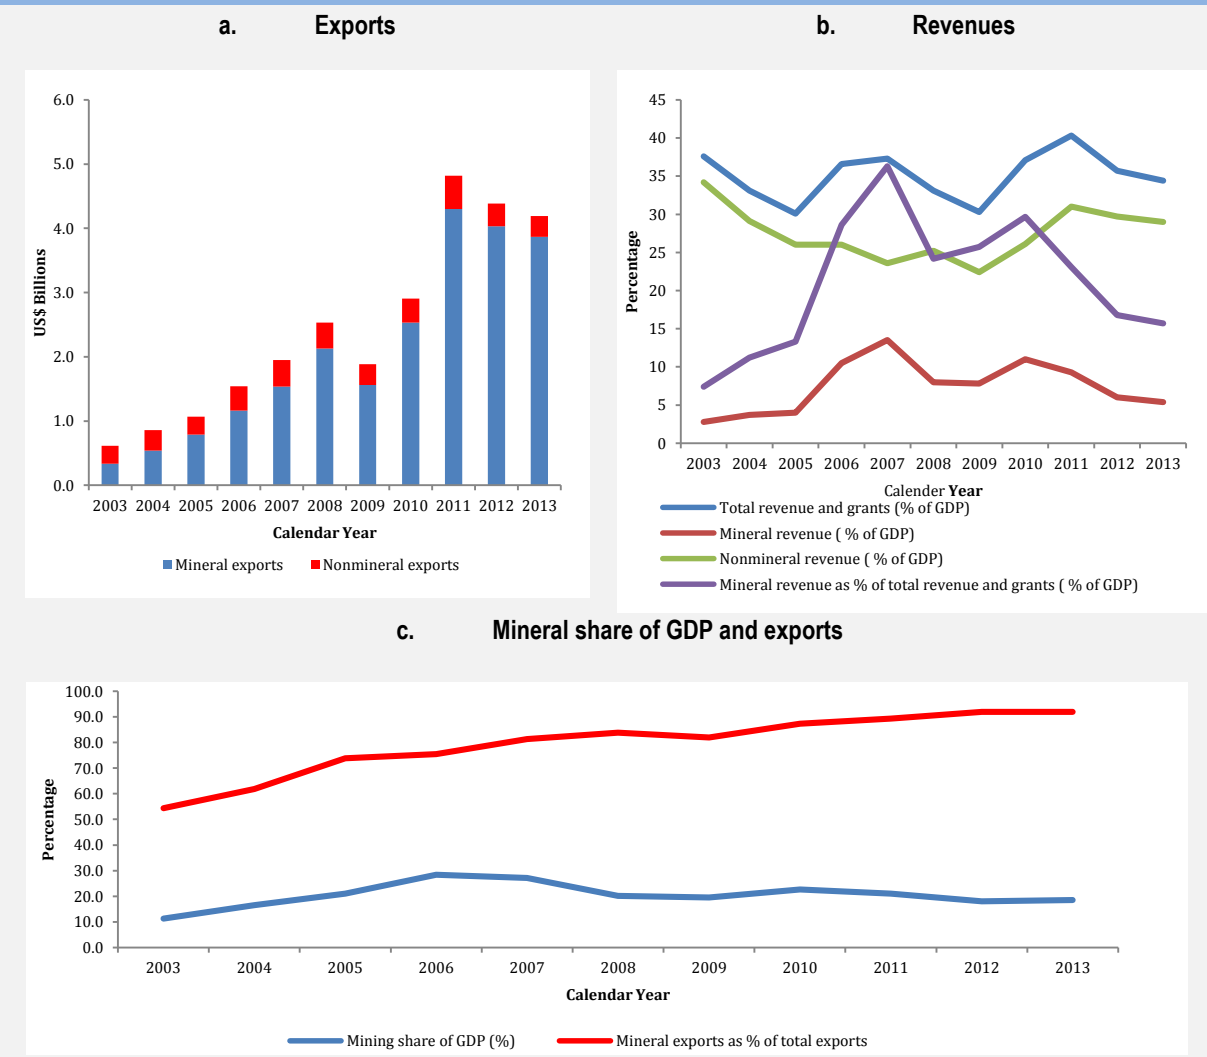 a. Exports
b. Revenues
6.0
5.0
4.0
3.0
2.0
1.0
0.0
US$ Billions
2003 2004 2005 2006 2007 2008 2009 2010 2011 2012 2013
Calendar Year
Mineral exports Nonmineral exports
45
40
35
30
25
20
15
10
5
0
Percentage
2003 2004 2005 2006 2007 2008 2009 2010 2011 2012 2013
Calender Year
Total revenue and grants (% of GDP)
Mineral revenue ( % of GDP)
Nonmineral revenue ( % of GDP)
Mineral revenue as % of total revenue and grants ( % of GDP)
c. Mineral share of GDP and exports
100.0
90.0
80.0
70.0
60.0
50.0
40.0
30.0
20.0
10.0
0.0
Percentage
2003 2004 2005 2006 2007 2008 2009 2010 2011 2012 2013
Calendar Year
Mining share of GDP (%) Mineral exports as % of total exports